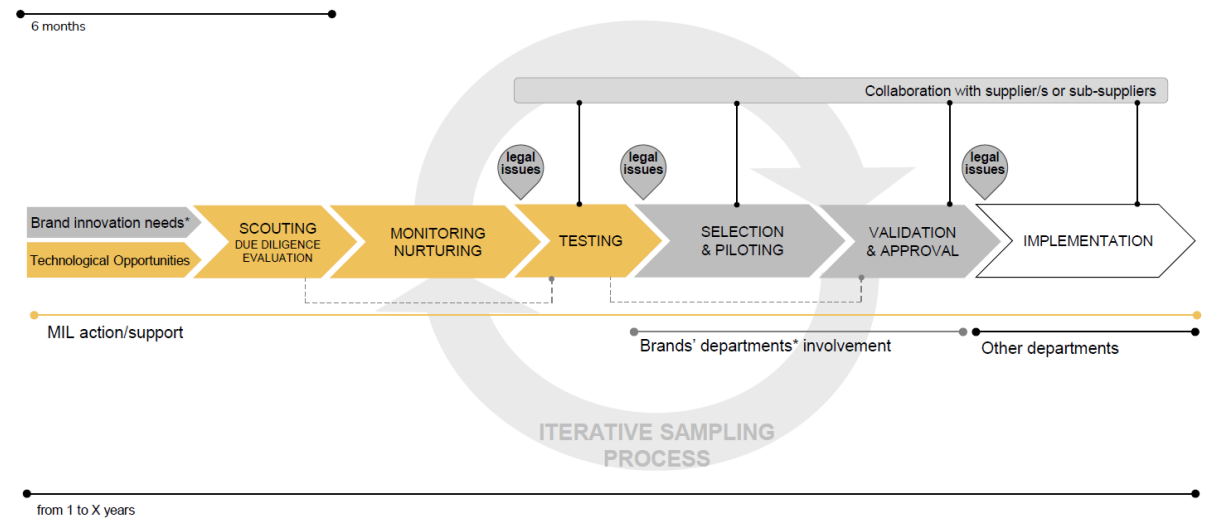 6 months
Collaboration with supplier/s or sub-suppliers
legal
issues
legal
issues
legal
issues
Brand innovation needs*
Technological Opportunities
SCOUTING
DUE DILIGENCE
EVALUATION
MONITORING
NURTURING
TESTING
SELECTION
& PILOTING
VALIDATION
& APPROVAL
IMPLEMENTATION
MIL action/support
Brands' departments* involvement
Other departments
ITERATIVE SAMPLING
PROCESS
from 1 to X years